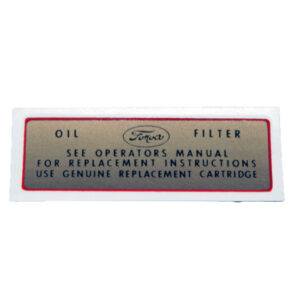 OIL Ford FILTER
SEE OPERATORS MANUAL
FOR REPLACEMENT INSTRUCTIONS
USE GENUINE REPLACEMENT CARTRIDGE